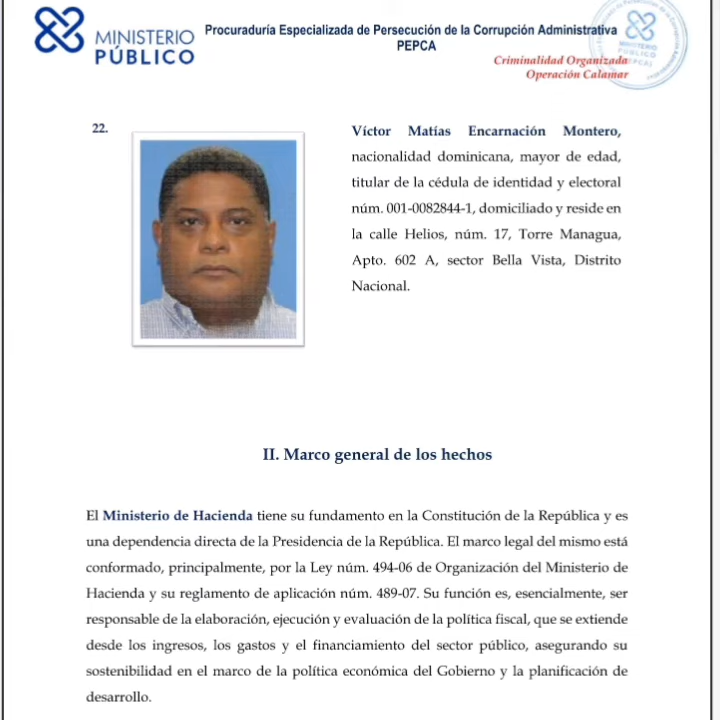 MINISTERIO
PÚBLICO
Procuraduría Especializada de Persecución de la Corrupción Administrativa
PEPCA
Criminalidad Organizada
Operación Calamar
MINISTERIO
PÚBLICO
22.
Víctor Matías Encarnación Montero,
nacionalidad dominicana, mayor de edad,
titular de la cédula de identidad y electoral
núm. 001-0082844-1, domiciliado y reside en
la calle Helios, núm. 17, Torre Managua,
Apto. 602 A, sector Bella Vista, Distrito
Nacional.
II. Marco general de los hechos
El Ministerio de Hacienda tiene su fundamento en la Constitución de la República y es
una dependencia directa de la Presidencia de la República. El marco legal del mismo está
conformado, principalmente, por la Ley núm. 494-06 de Organización del Ministerio de
Hacienda y su reglamento de aplicación núm. 489-07. Su función es, esencialmente, ser
responsable de la elaboración, ejecución y evaluación de la política fiscal, que se extiende
desde los ingresos, los gastos y el financiamiento del sector público, asegurando su
sostenibilidad en el marco de la política económica del Gobierno y la planificación de
desarrollo.